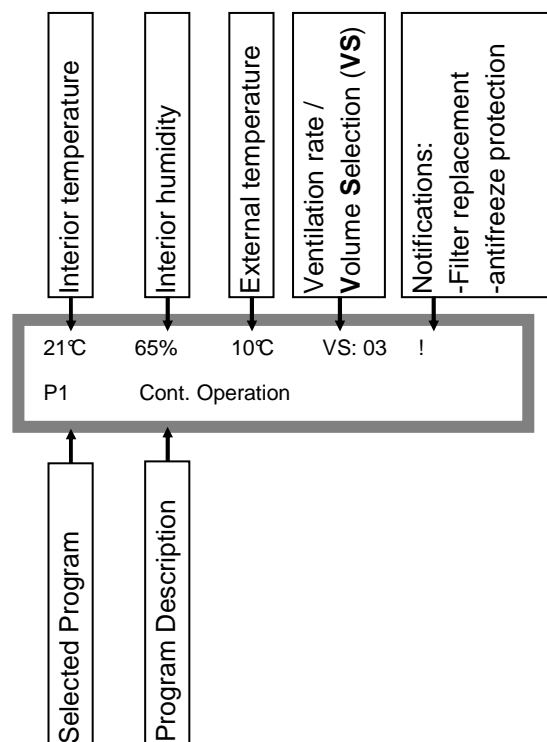 Interior temperature
Interior humidity
External temperature
Ventilation rate /
Volume Selection (VS)
Notifications:
-Filter replacement
-antifreeze protection
21°C 65% 10°C VS: 03 !
P1 Cont. Operation
Selected Program
Program Description